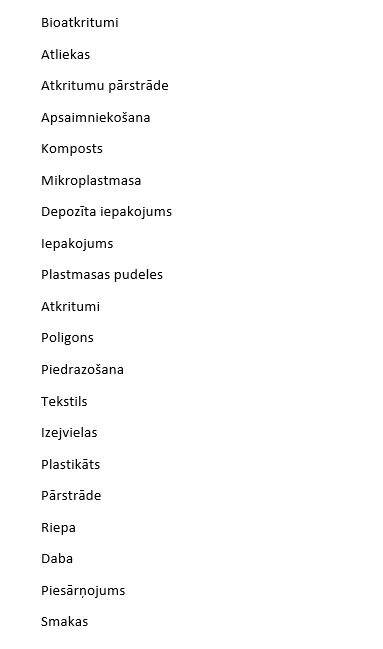 Bioatkritumi
Atliekas
Atkritumu pārstrāde
Apsaimniekošana
Komposts
Mikroplastmasa
Depozīta iepakojums
Iepakojums
Plastmasas pudeles
Atkritumi
Poligons
Piedrazošana
Tekstils
Izejvielas
Plastikāts
Pārstrāde
Riepa
Daba
Piesārņojums
Smakas